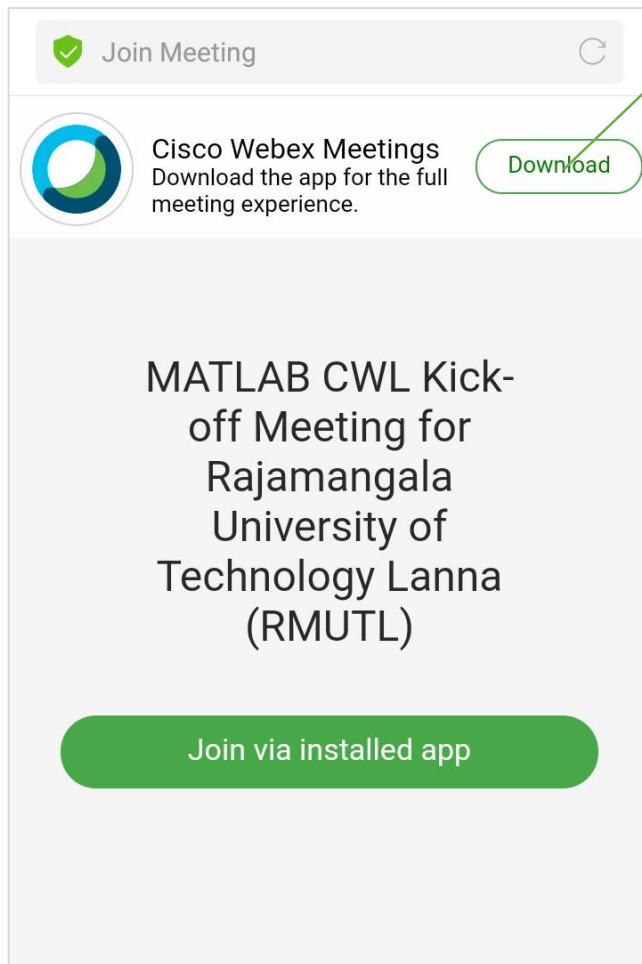 Join Meeting
Cisco Webex Meetings
Download the app for the full
meeting experience.
Download
MATLAB CWL Kick-
off Meeting for
Rajamangala
University of
Technology Lanna
(RMUTL)
Join via installed app